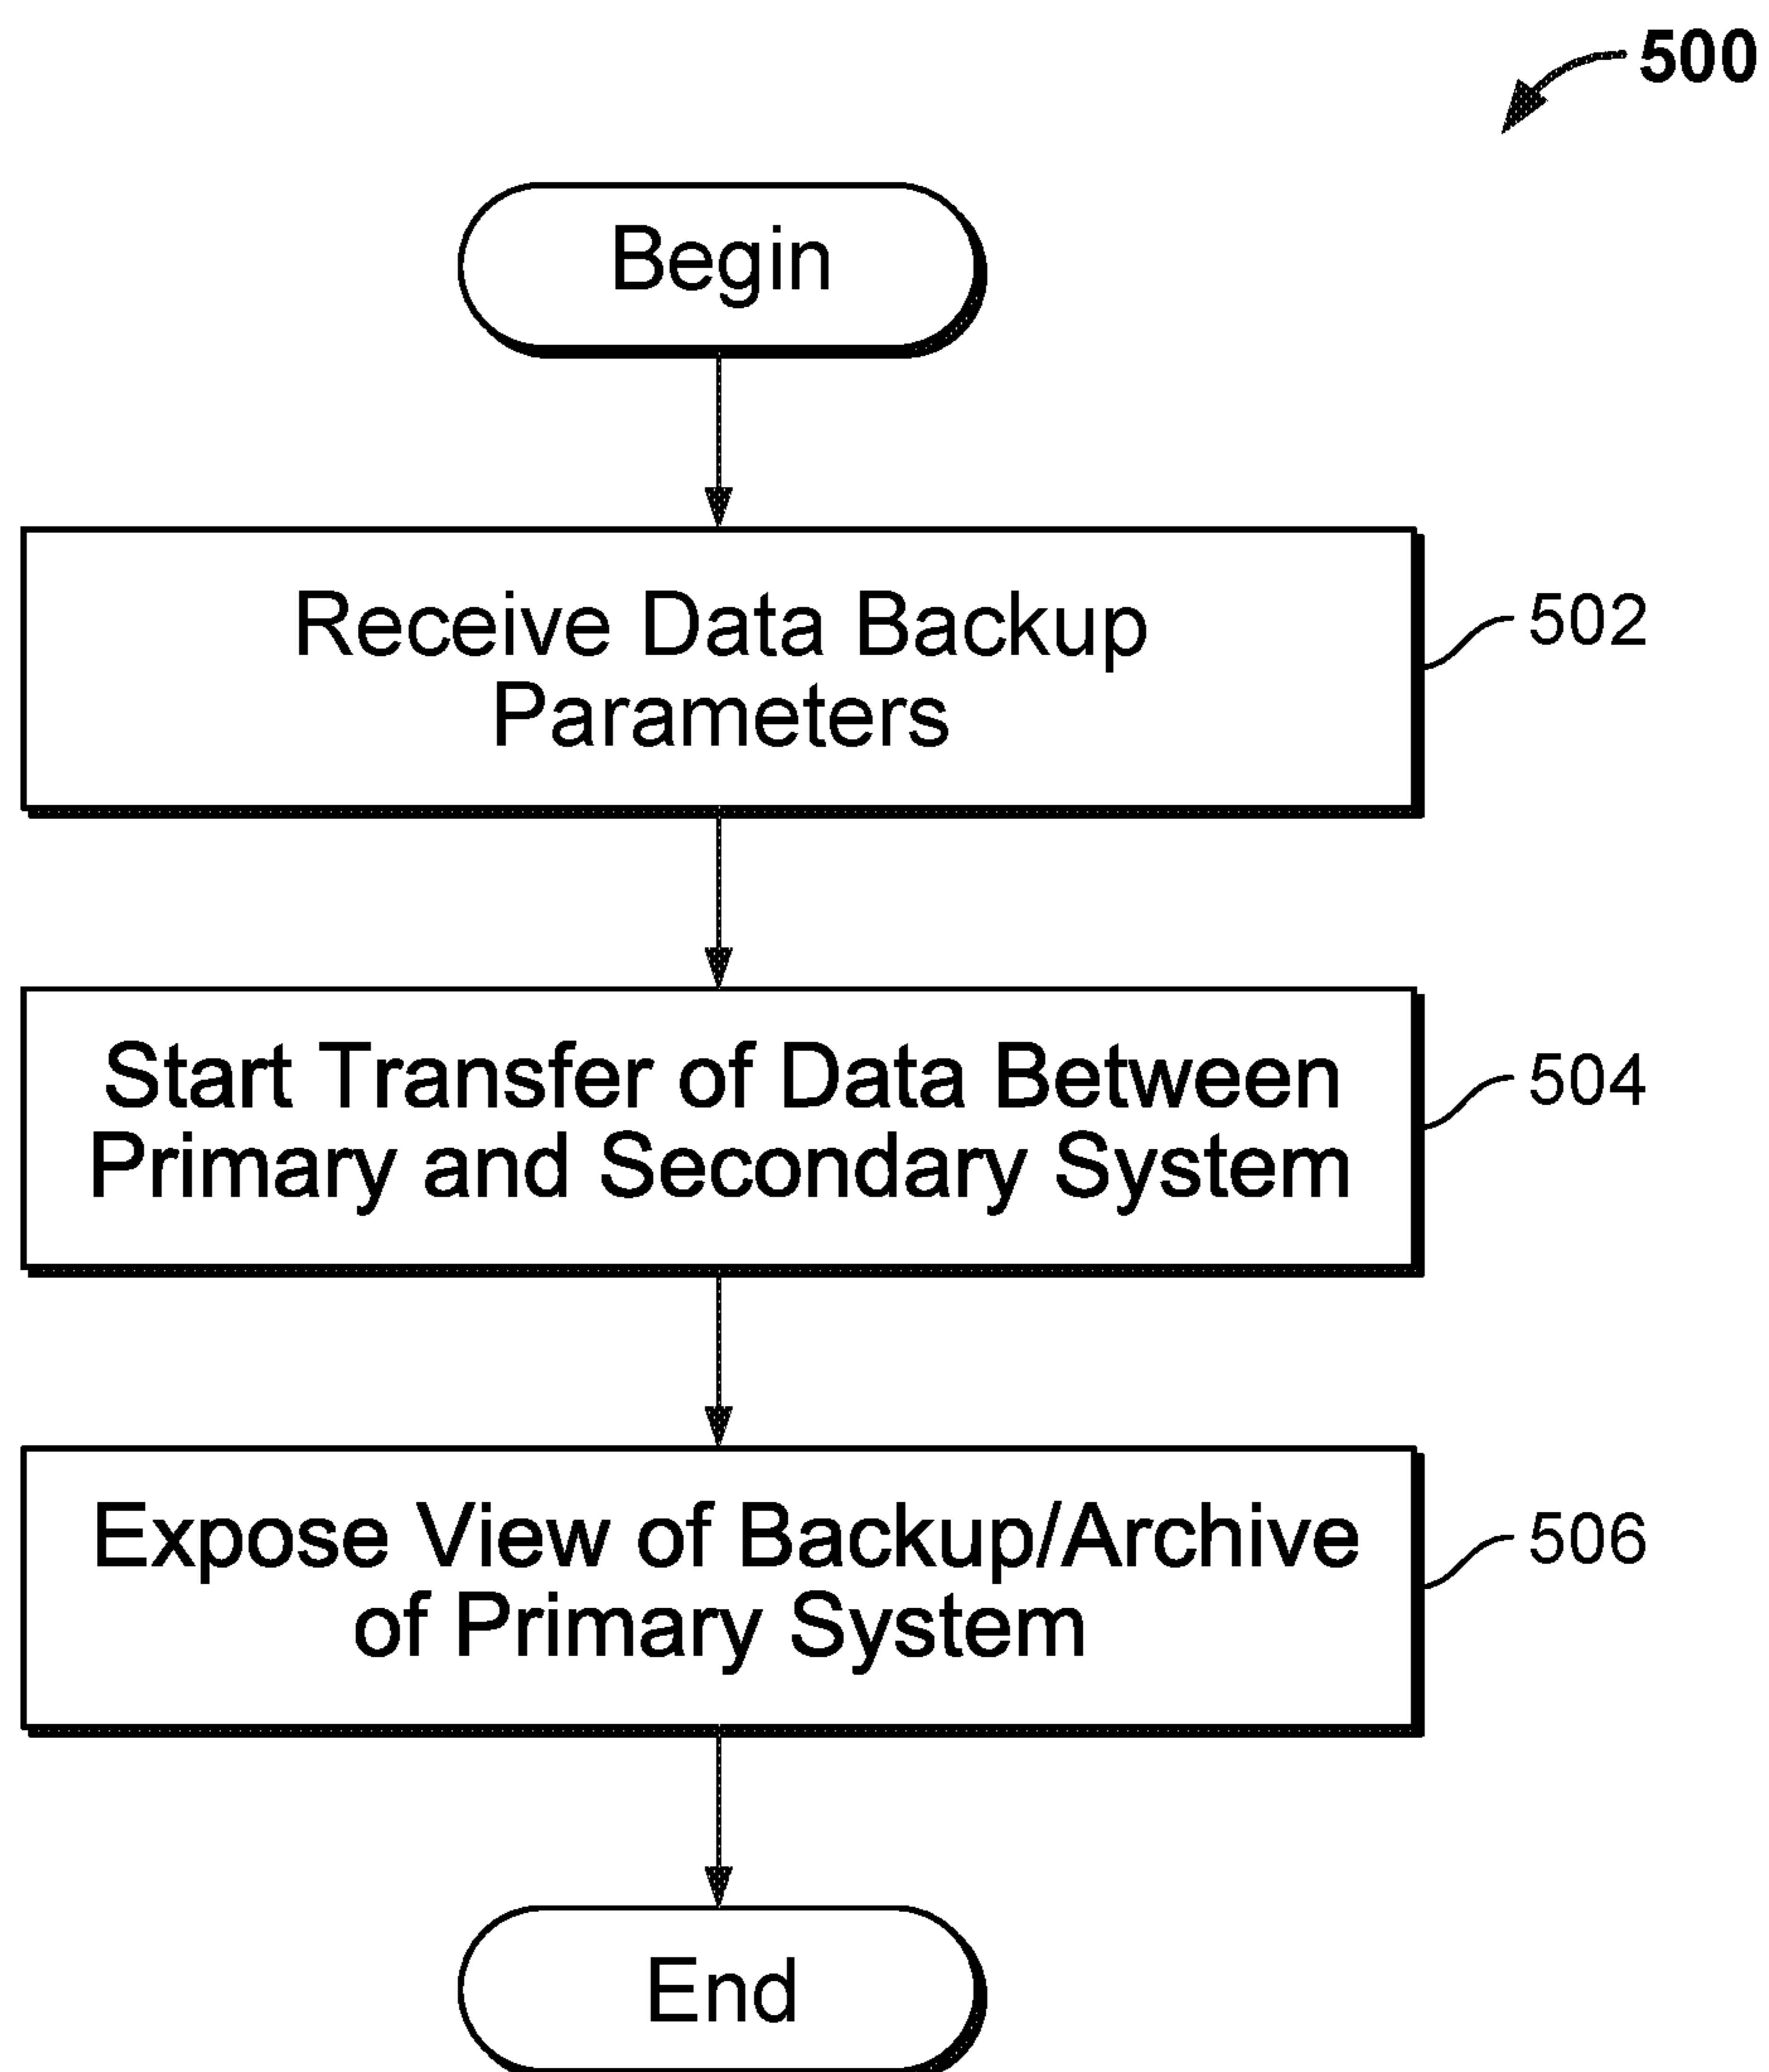 500
Begin
Receive Data Backup
Parameters
502
Start Transfer of Data Between
Primary and Secondary System
504
Expose View of Backup/Archive
of Primary System
506
End